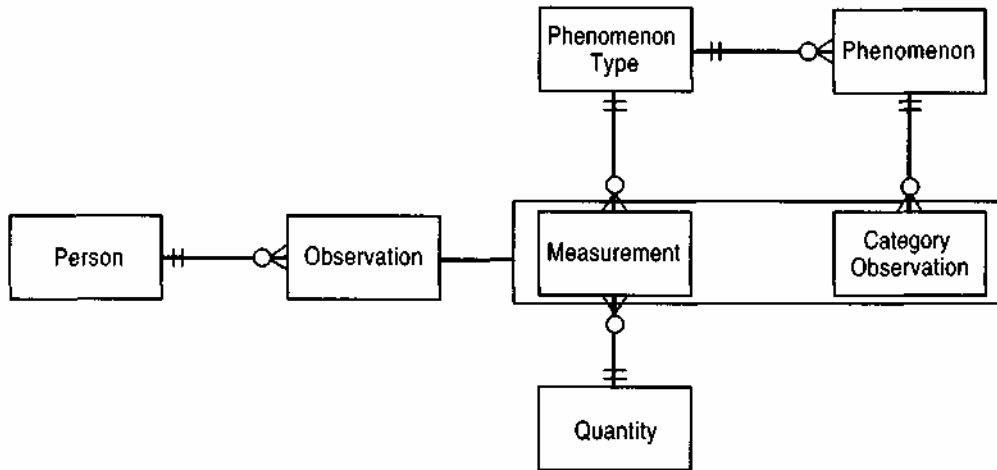 Phenomenon
Type
Phenomenon
Person
Observation
Measurement
Category
Observation
Quantity